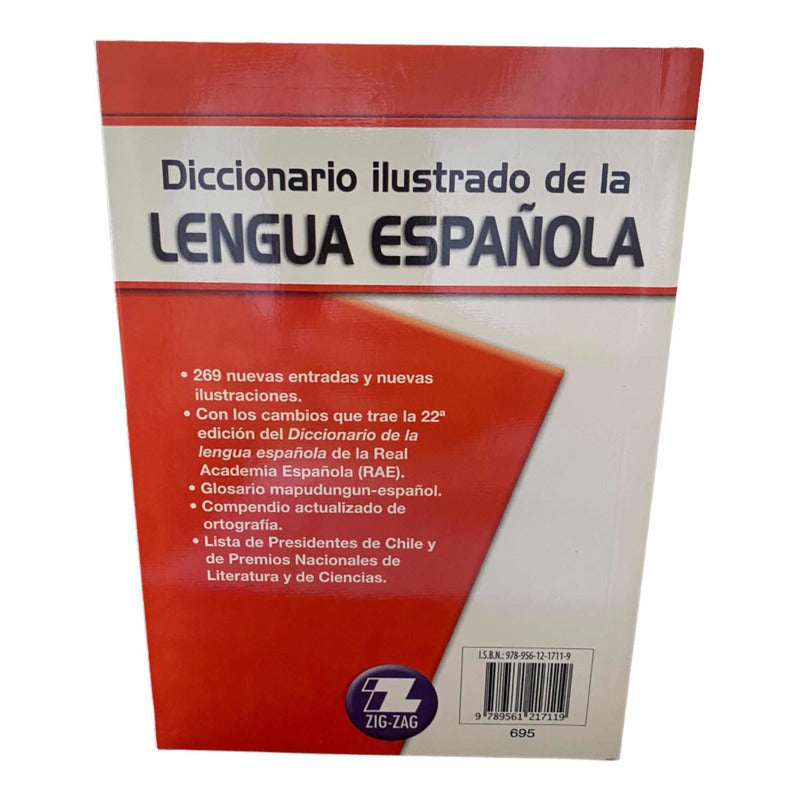 Diccionario ilustrado de la
LENGUA ESPAÑOLA
• 269 nuevas entradas y nuevas
ilustraciones.
• Con los cambios que trae la 22ª
edición del Diccionario de la
lengua española de la Real
Academia Española (RAE).
• Glosario mapudungun-español.
• Compendio actualizado de
ortografía.
• Lista de Presidentes de Chile y
de Premios Nacionales de
Literatura y de Ciencias.
ZIG-ZAG
I.S.B.N.: 978-956-12-1711-9
9 789561 217119
695